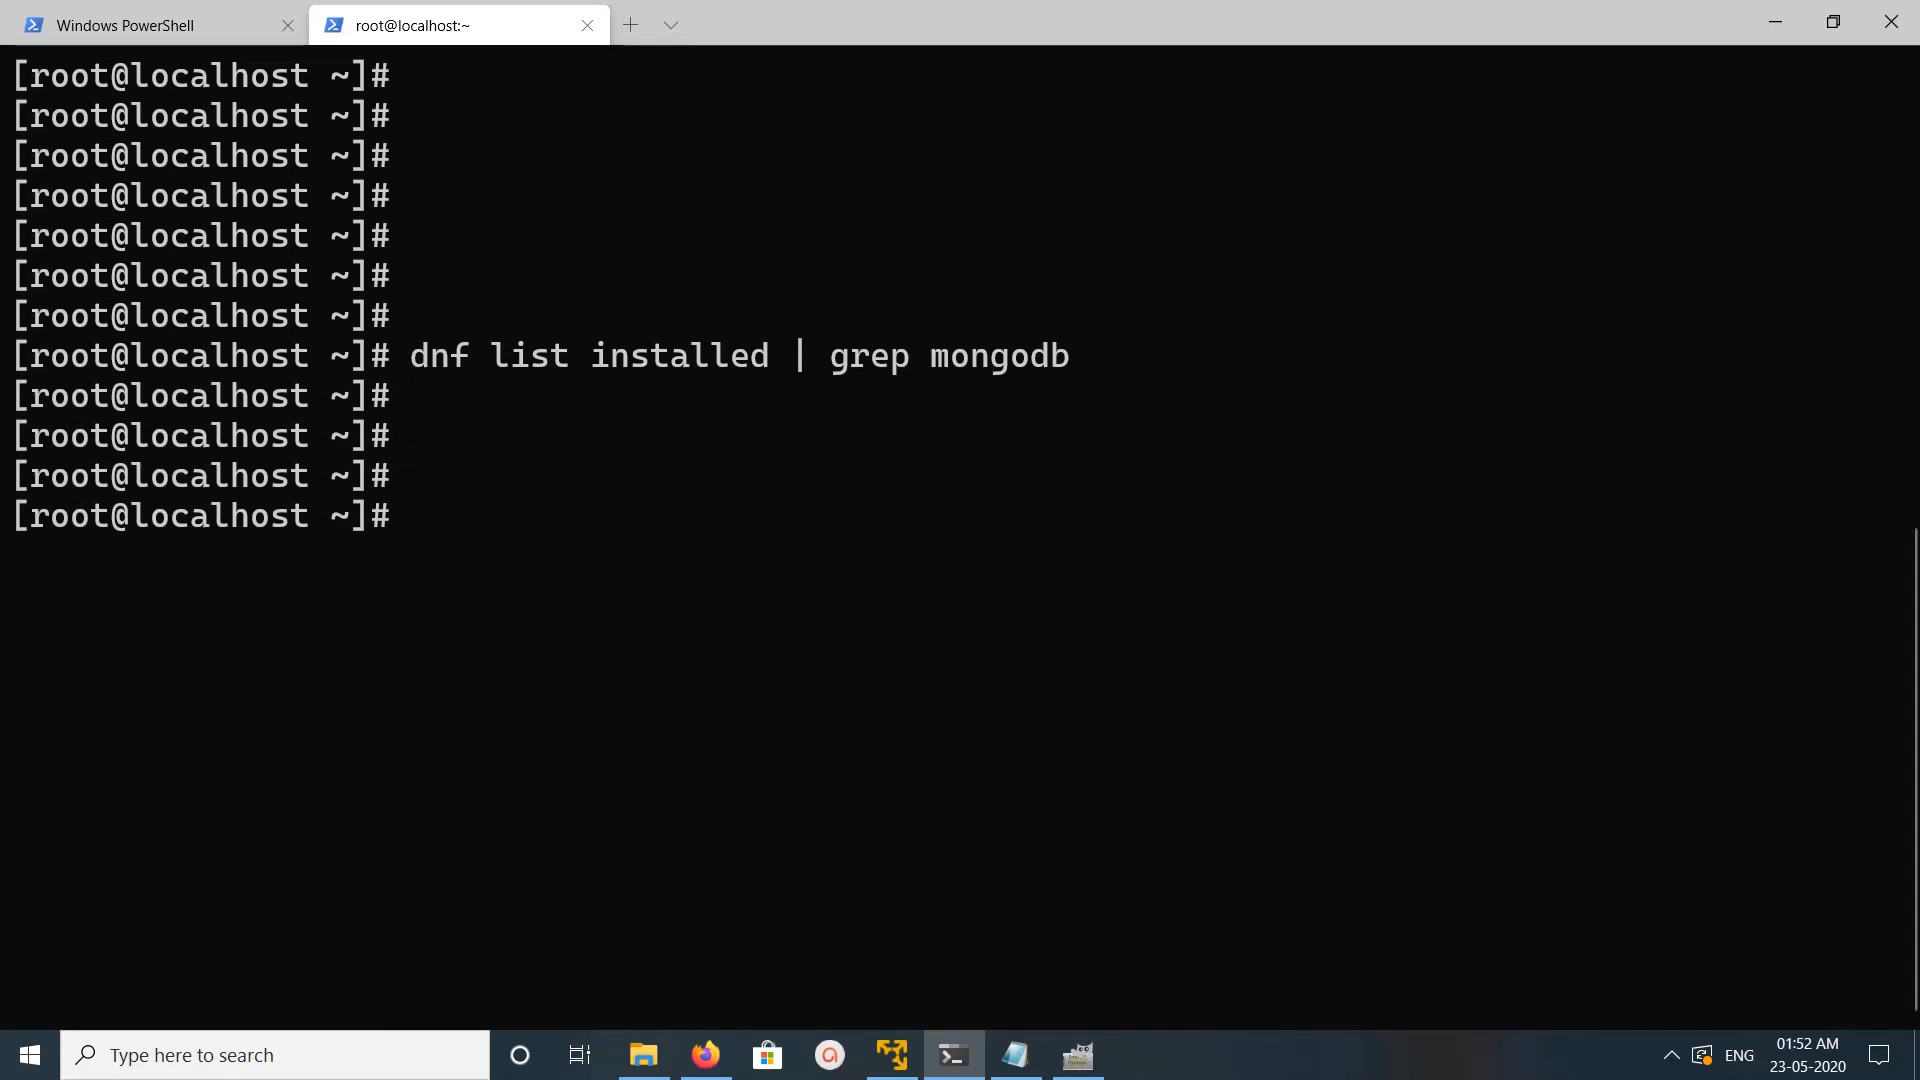 Windows PowerShell
root@localhost:~
[root@localhost ~]#
[root@localhost ~]#
[root@localhost ~]#
[root@localhost ~]#
[root@localhost ~]#
[root@localhost ~]#
[root@localhost ~]#
[root@localhost ~]# dnf list installed | grep mongodb
[root@localhost ~]#
[root@localhost ~]#
[root@localhost ~]#
[root@localhost ~]#
Type here to search
ENG
01:52 AM
23-05-2020